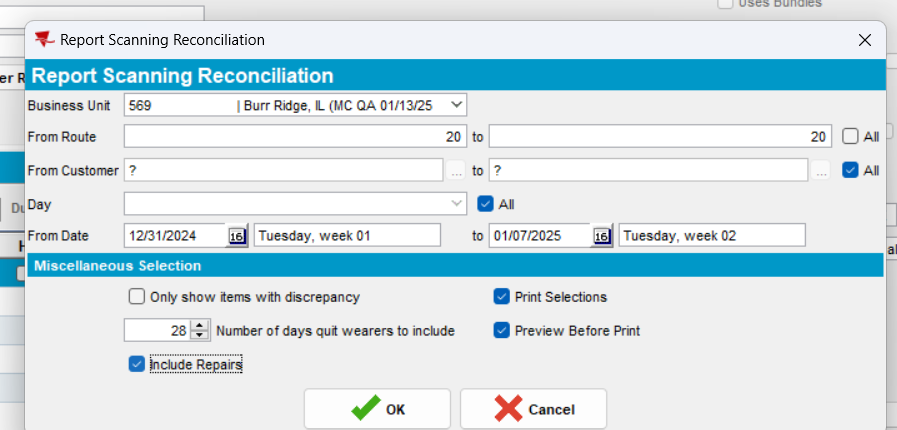 Uses Bundles
Report Scanning Reconciliation
er R
Report Scanning Reconciliation
Business Unit 569 | Burr Ridge, IL (MC QA 01/13/25
From Route 20 to 20 All
From Customer ? ... to ? ... All
Day All
Du
From Date 12/31/2024 16 Tuesday, week 01 to 01/07/2025 16 Tuesday, week 02
H
al
Miscellaneous Selection
Only show items with discrepancy Print Selections
28 Number of days quit wearers to include Preview Before Print
Include Repairs
OK Cancel